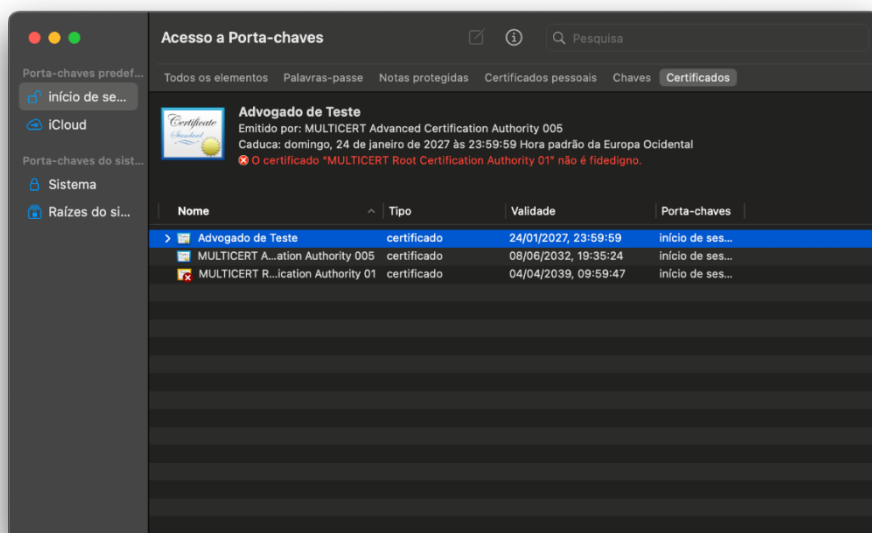 Acesso a Porta-chaves
Pesquisa
Porta-chaves predef...
início de se...
iCloud
Porta-chaves do sist...
Sistema
Raízes do si...
Todos os elementos Palavras-passe Notas protegidas Certificados pessoais Chaves Certificados
Certificate
Standard
Advogado de Teste
Emitido por: MULTICERT Advanced Certification Authority 005
Caduca: domingo, 24 de janeiro de 2027 às 23:59:59 Hora padrão da Europa Ocidental
O certificado "MULTICERT Root Certification Authority 01" não é fidedigno.
Nome Tipo Validade Porta-chaves
Advogado de Teste certificado 24/01/2027, 23:59:59 início de ses...
MULTICERT A...ation Authority 005 certificado 08/06/2032, 19:35:24 início de ses...
MULTICERT R...ication Authority 01 certificado 04/04/2039, 09:59:47 início de ses...